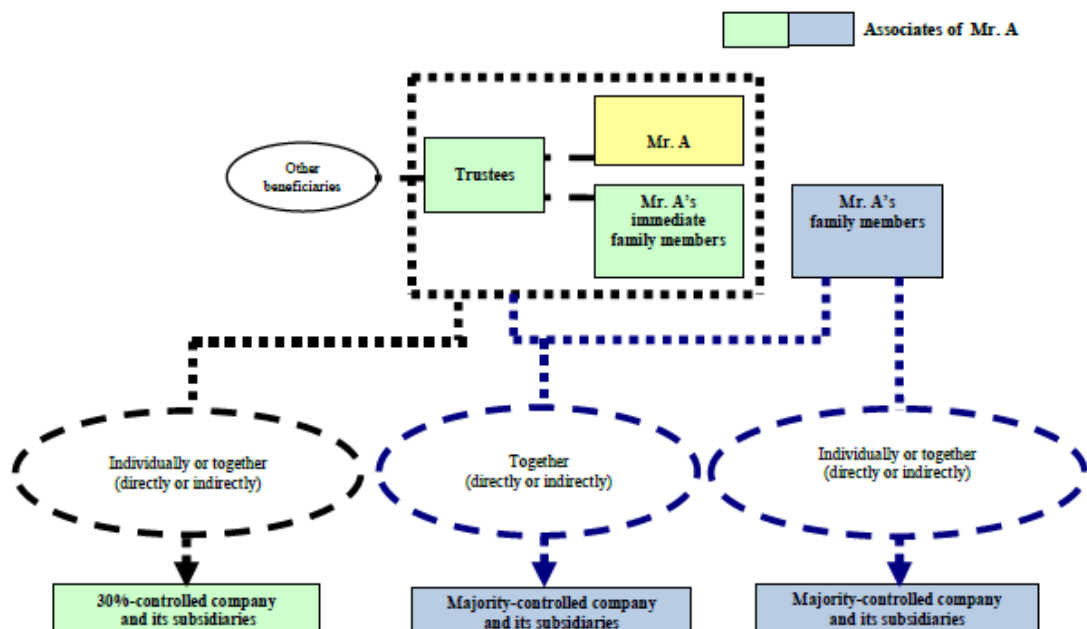 Associates of Mr. A
Other
beneficiaries
Trustees
Mr. A
Mr. A's
immediate
family members
Mr. A's
family members
Individually or together
(directly or indirectly)
Together
(directly or indirectly)
Individually or together
(directly or indirectly)
30%-controlled company
and its subsidiaries
Majority-controlled company
and its subsidiaries
Majority-controlled company
and its subsidiaries